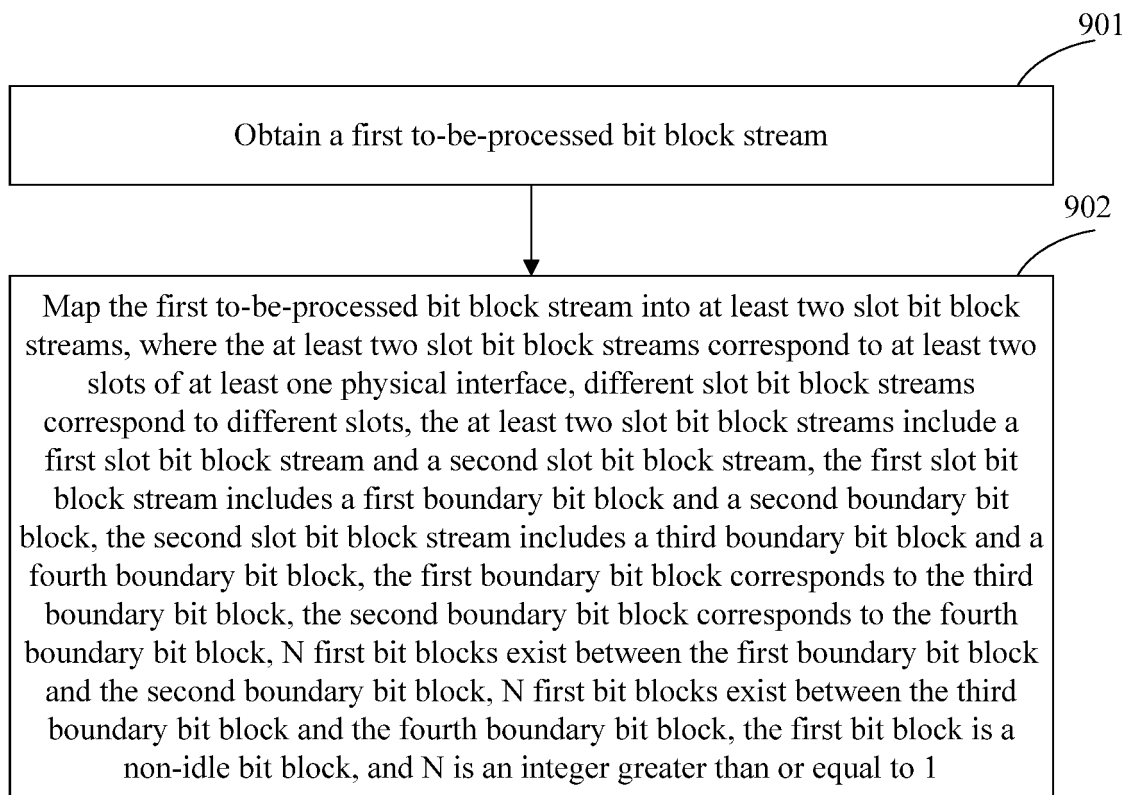 901
Obtain a first to-be-processed bit block stream
902
Map the first to-be-processed bit block stream into at least two slot bit block
streams, where the at least two slot bit block streams correspond to at least two
slots of at least one physical interface, different slot bit block streams
correspond to different slots, the at least two slot bit block streams include a
first slot bit block stream and a second slot bit block stream, the first slot bit
block stream includes a first boundary bit block and a second boundary bit
block, the second slot bit block stream includes a third boundary bit block and a
fourth boundary bit block, the first boundary bit block corresponds to the third
boundary bit block, the second boundary bit block corresponds to the fourth
boundary bit block, N first bit blocks exist between the first boundary bit block
and the second boundary bit block, N first bit blocks exist between the third
boundary bit block and the fourth boundary bit block, the first bit block is a
non-idle bit block, and N is an integer greater than or equal to 1